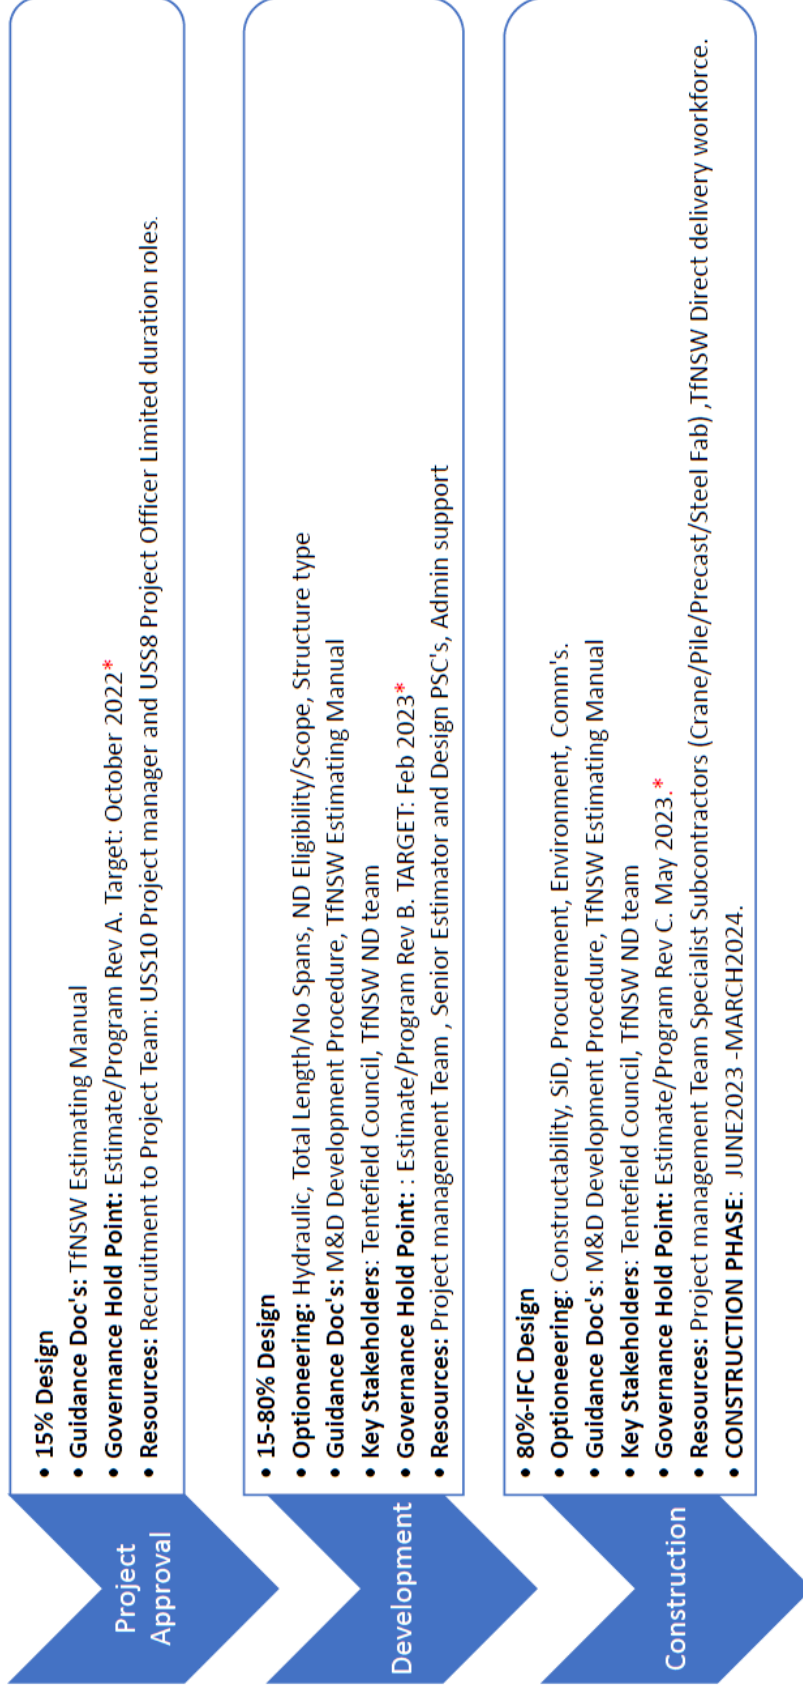 Project
Approval
• 15% Design
• Guidance Doc's: TfNSW Estimating Manual
• Governance Hold Point: Estimate/Program Rev A. Target: October 2022*
• Resources: Recruitment to Project Team: USS10 Project manager and USS8 Project Officer Limited duration roles.
Development
• 15-80% Design
• Optioneering: Hydraulic, Total Length/No Spans, ND Eligibility/Scope, Structure type
• Guidance Doc's: M&D Development Procedure, TfNSW Estimating Manual
• Key Stakeholders: Tentefield Council, TfNSW ND team
• Governance Hold Point: : Estimate/Program Rev B. TARGET: Feb 2023*
• Resources: Project management Team , Senior Estimator and Design PSC's, Admin support
Construction
• 80%-IFC Design
• Optioneeering: Constructability, SiD, Procurement, Environment, Comm's.
• Guidance Doc's: M&D Development Procedure, TfNSW Estimating Manual
• Key Stakeholders: Tentefield Council, TfNSW ND team
• Governance Hold Point: Estimate/Program Rev C. May 2023.*
• Resources: Project management Team Specialist Subcontractors (Crane/Pile/Precast/Steel Fab) ,TfNSW Direct delivery workforce.
• CONSTRUCTION PHASE: JUNE2023 -MARCH2024.